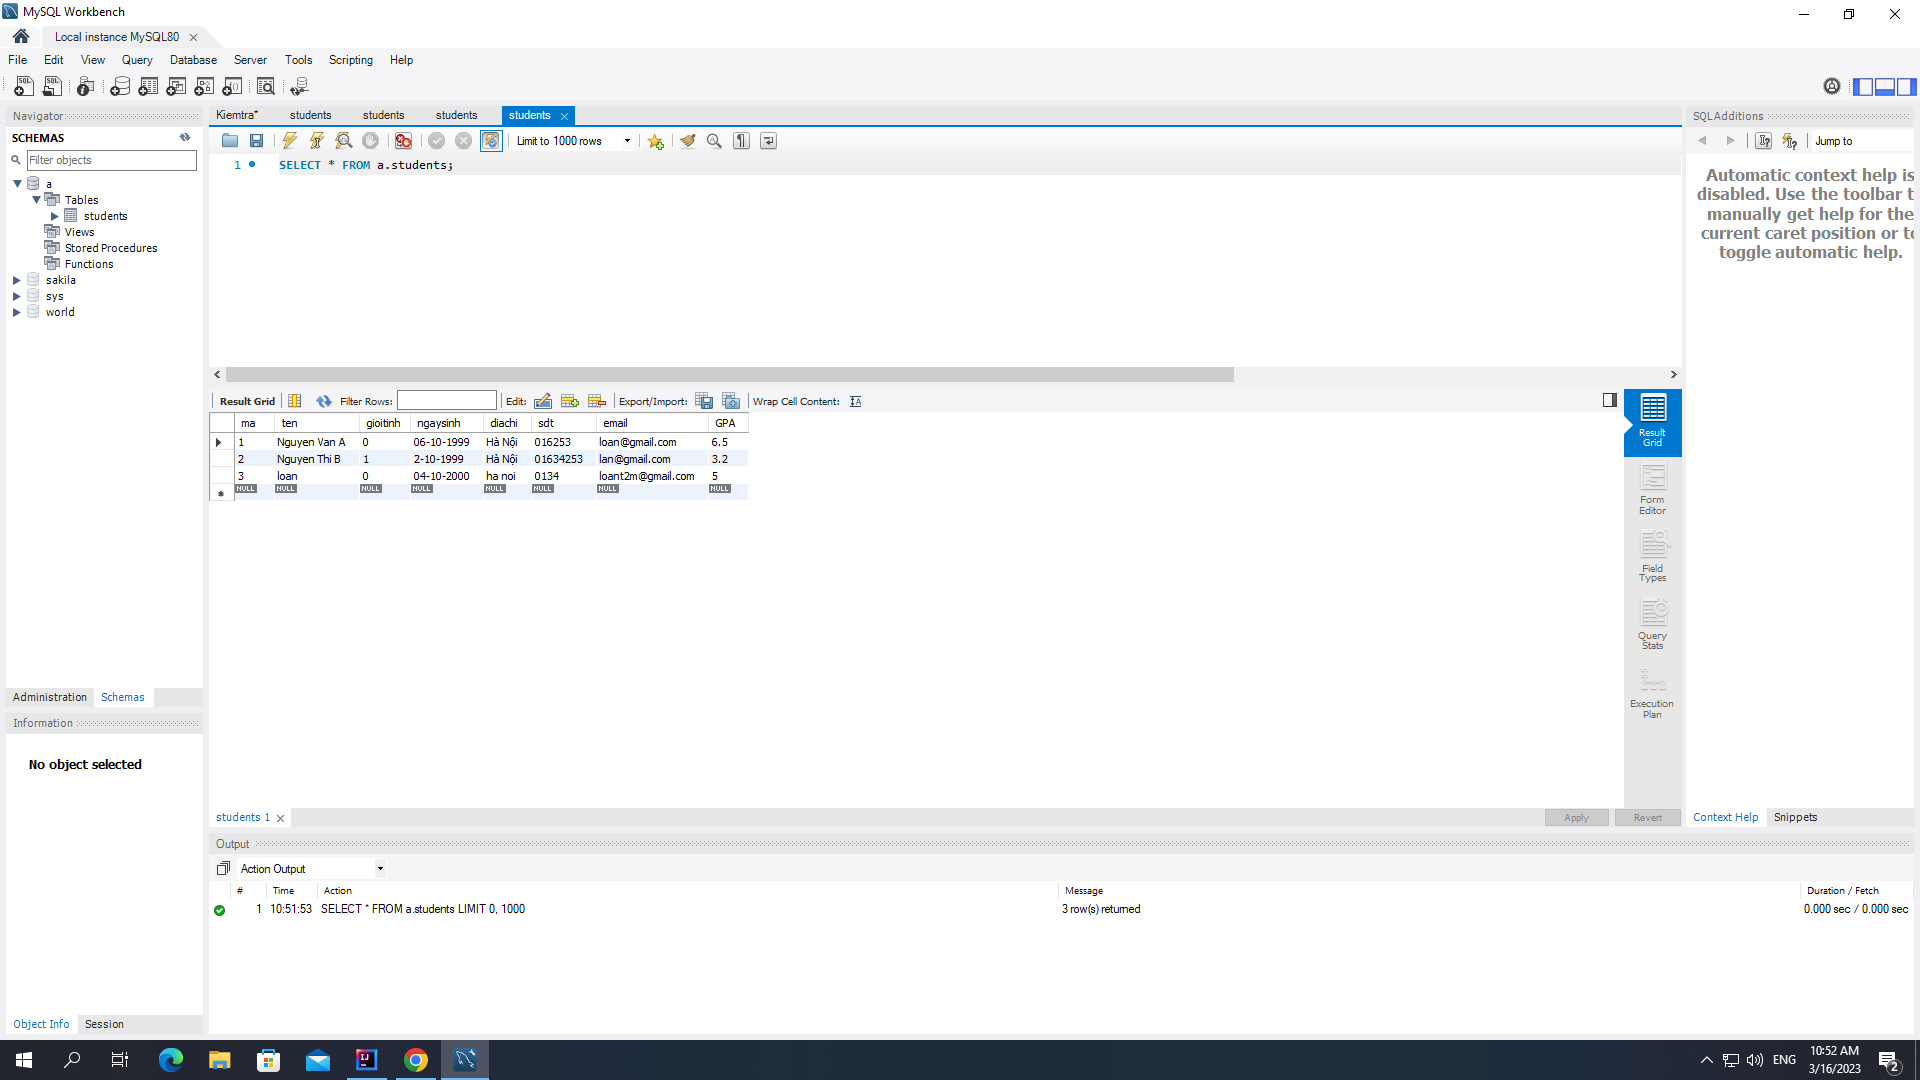 MySQL Workbench
Local instance MySQL80
File Edit View Query Database Server Tools Scripting Help
Navigator
SCHEMAS
Filter objects
a
Tables
students
Views
Stored Procedures
Functions
sakila
sys
world
Administration Schemas
Information
No object selected
Object Info Session
Kiemtra* students students students students
Limit to 1000 rows
1 SELECT * FROM a.students;
Result Grid Filter Rows: Edit: Export/Import: Wrap Cell Content:
ma ten gioitinh ngaysinh diachi sdt email GPA
1 Nguyen Van A 0 06-10-1999 Hà Nội 016253 loan@gmail.com 6.5
2 Nguyen Thi B 1 2-10-1999 Hà Nội 01634253 lan@gmail.com 3.2
3 loan 0 04-10-2000 ha noi 0134 loant2m@gmail.com 5
NULL NULL NULL NULL NULL NULL NULL NULL
Result
Grid
Form
Editor
Field
Types
Query
Stats
Execution
Plan
students 1 Apply Revert
SQLAdditions
Jump to
Automatic context help is
disabled. Use the toolbar t
manually get help for the
current caret position or to
toggle automatic help.
Context Help Snippets
Output
Action Output
# Time Action Message Duration / Fetch
1 10:51:53 SELECT * FROM a.students LIMIT 0, 1000 3 row(s) returned 0.000 sec / 0.000 sec
ENG
10:52 AM
3/16/2023
2